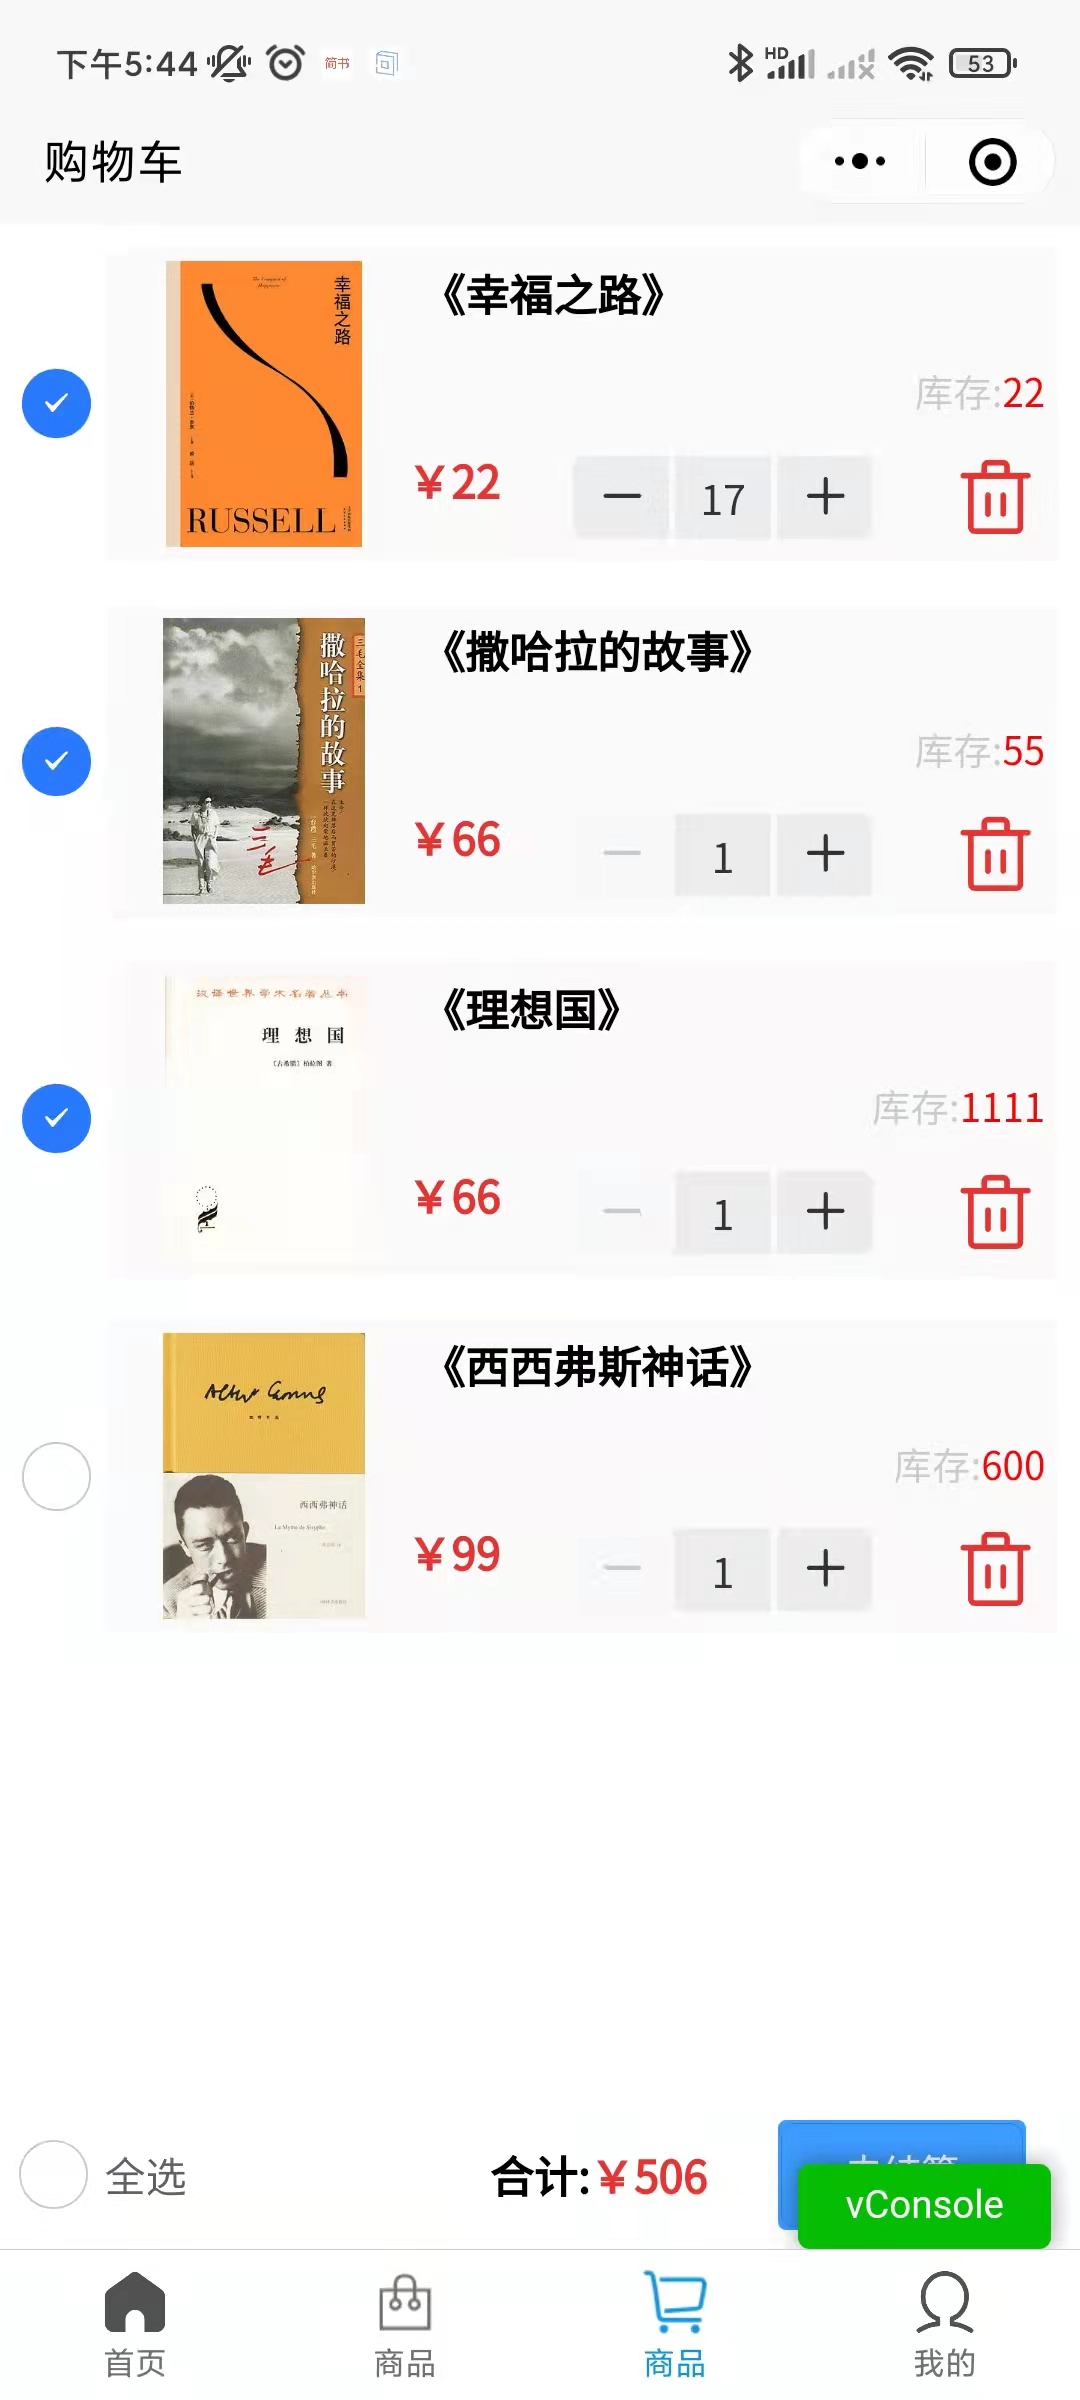 下午5:44
简书
HD
53
购物车
幸福之路
RUSSELL
《幸福之路》
库存:22
¥22
17
撒哈拉的故事
三毛全集1
三毛
《撒哈拉的故事》
库存:55
¥66
1
汉译世界学术名著丛书
理想国
〔古希腊〕柏拉图 著
《理想国》
库存:1111
¥66
1
西西弗神话
Le Mythe de Sisyphe
《西西弗斯神话》
库存:600
¥99
1
全选
合计:¥506
vConsole
首页
商品
商品
我的